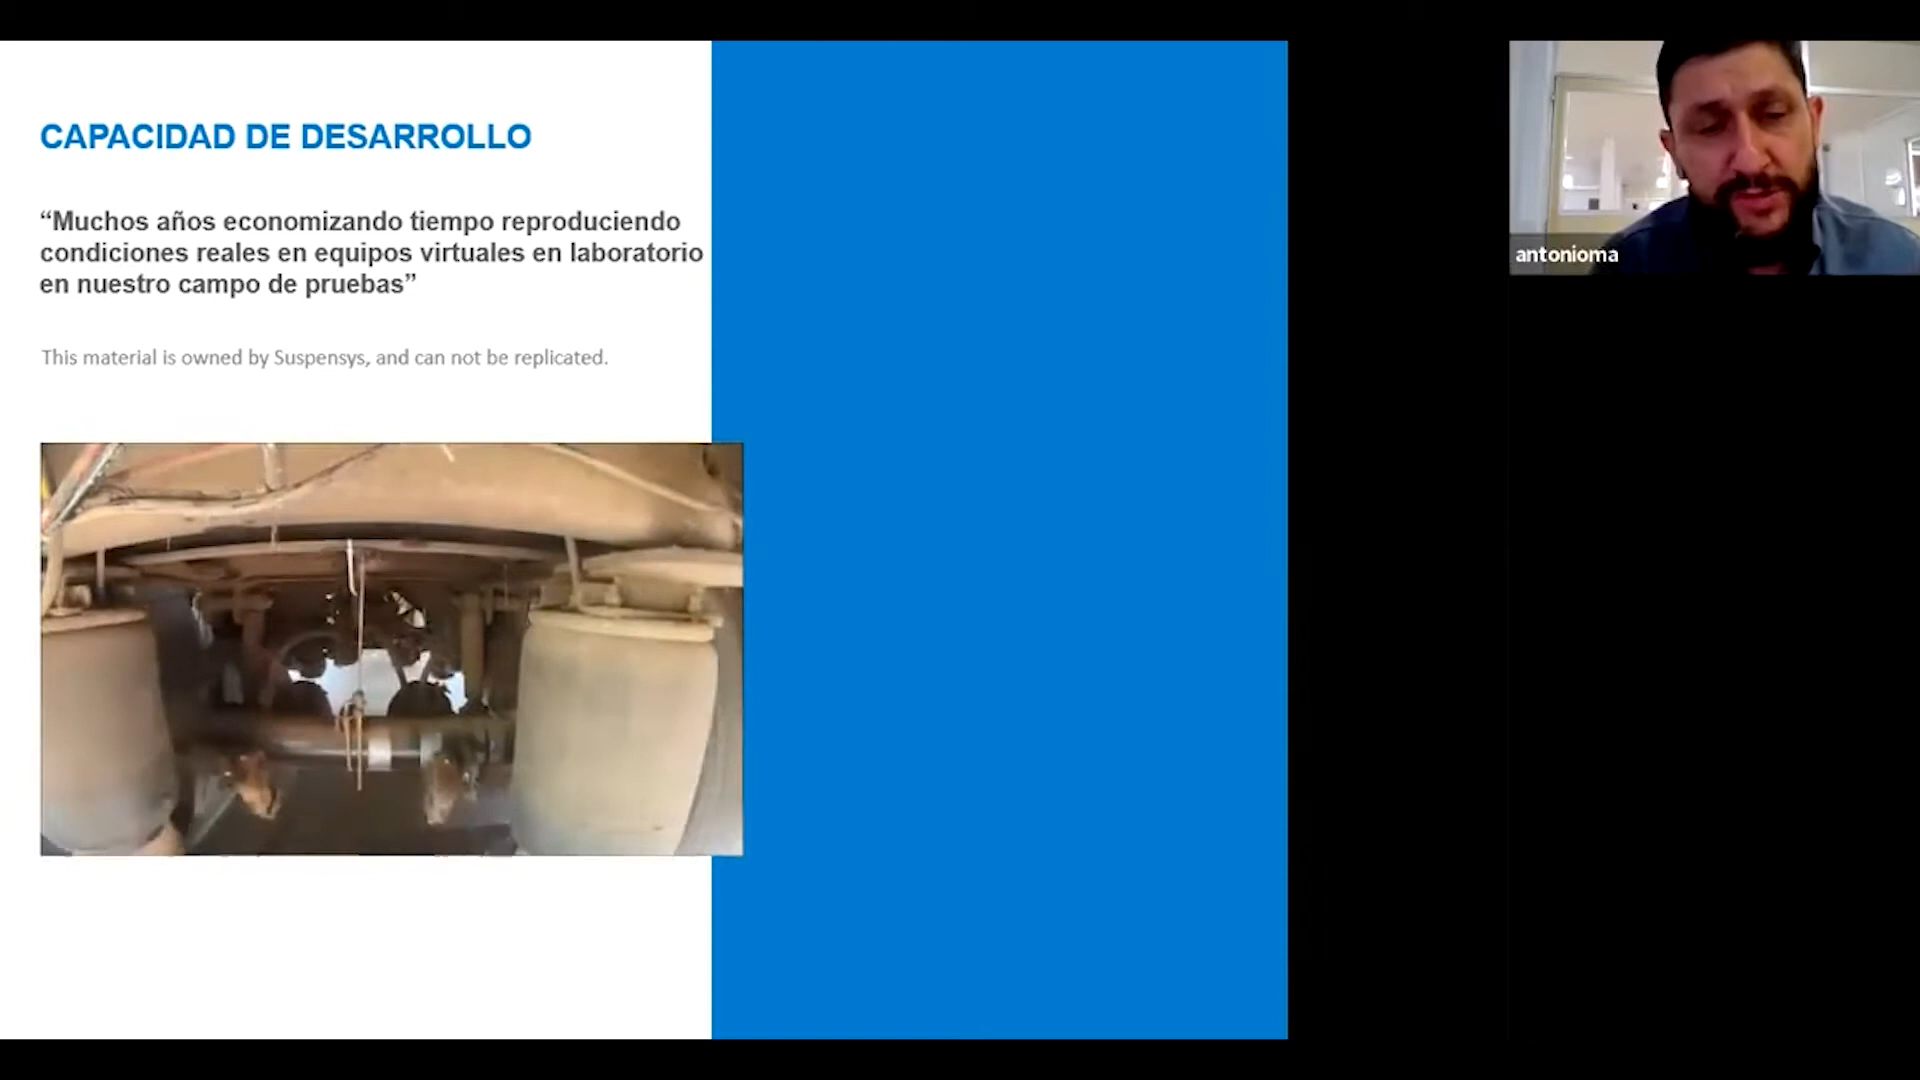 CAPACIDAD DE DESARROLLO
“Muchos años economizando tiempo reproduciendo
condiciones reales en equipos virtuales en laboratorio
en nuestro campo de pruebas”
This material is owned by Suspensys, and can not be replicated.
antonioma